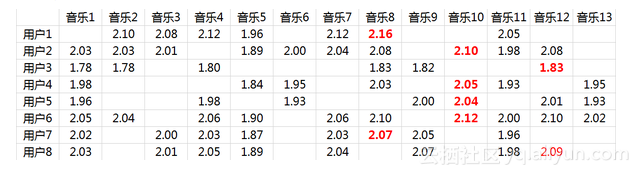 音乐1 音乐2 音乐3 音乐4 音乐5 音乐6 音乐7 音乐8 音乐9 音乐10 音乐11 音乐12 音乐13
用户1 2.10 2.08 2.12 1.96 2.12 2.16 2.05
用户2 2.03 2.03 2.01 1.89 2.00 2.04 2.08 2.10 1.98 2.08
用户3 1.78 1.78 1.80 1.83 1.82 1.83
用户4 1.98 1.84 1.95 2.03 2.05 1.93 1.95
用户5 1.96 1.98 1.93 2.00 2.04 2.01 1.93
用户6 2.05 2.04 2.06 1.90 2.06 2.10 2.12 2.00 2.10 2.02
用户7 2.02 2.00 2.03 1.87 2.03 2.07 2.05 1.96
用户8 2.03 2.01 2.05 1.89 2.04 2.07 1.98 2.09
云栖社区 yq.aliyun.com